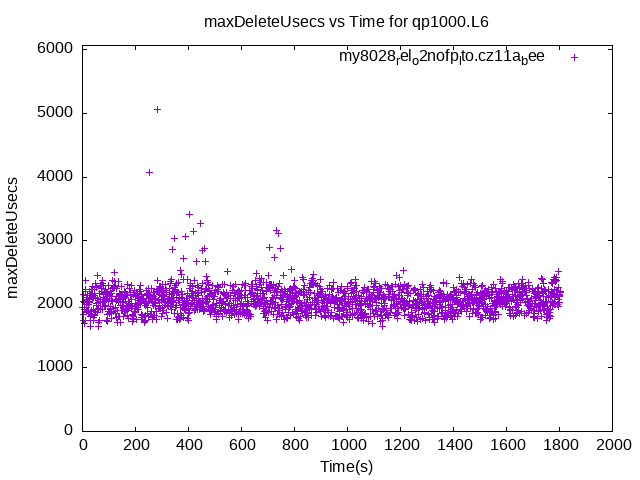 maxDeleteUsecs vs Time for qp1000.L6
my8028relo2nofplto.cz11abee
6000
5000
4000
3000
2000
1000
0
maxDeleteUsecs
0 200 400 600 800 1000 1200 1400 1600 1800 2000
Time(s)